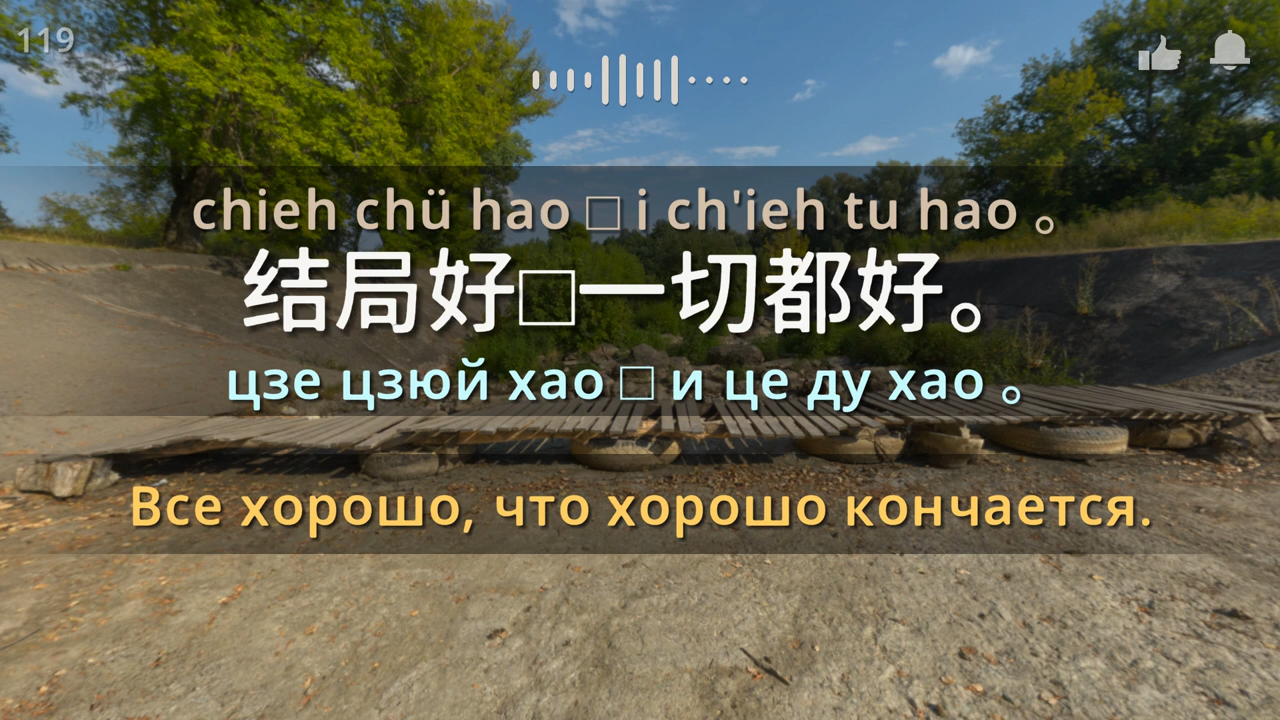 119
chieh chü hao □ i ch'ieh tu hao 。
结局好□一切都好。
цзе цзюй хао □ и це ду хао 。
Все хорошо, что хорошо кончается.